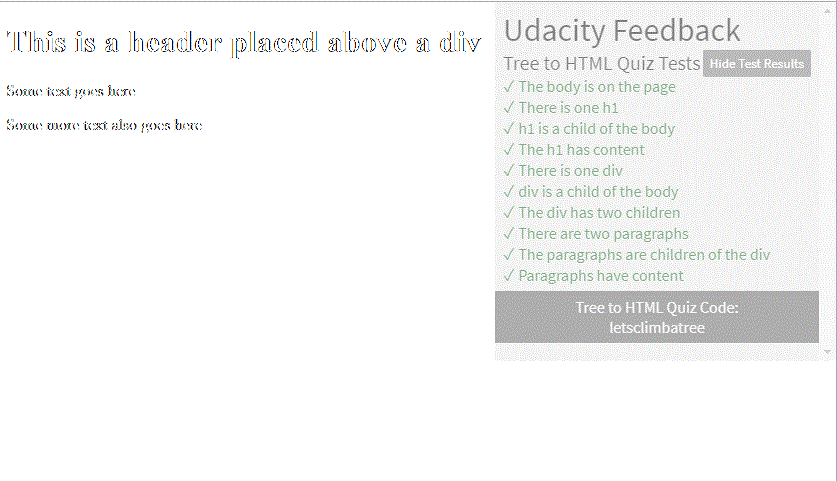 This is a header placed above a div
Some text goes here
Some more text also goes here
Udacity Feedback
Tree to HTML Quiz Tests Hide Test Results
✓ The body is on the page
✓ There is one h1
✓ h1 is a child of the body
✓ The h1 has content
✓ There is one div
✓ div is a child of the body
✓ The div has two children
✓ There are two paragraphs
✓ The paragraphs are children of the div
✓ Paragraphs have content
Tree to HTML Quiz Code:
letsclimbatree